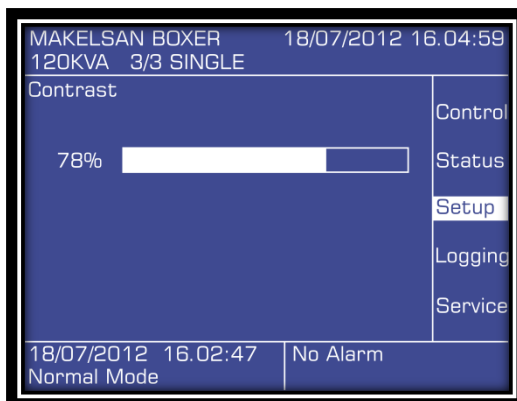 MAKELSAN BOXER 18/07/2012 16.04:59
120KVA 3/3 SINGLE
Contrast
78%
Control
Status
Setup
Logging
Service
18/07/2012 16.02:47
Normal Mode
No Alarm